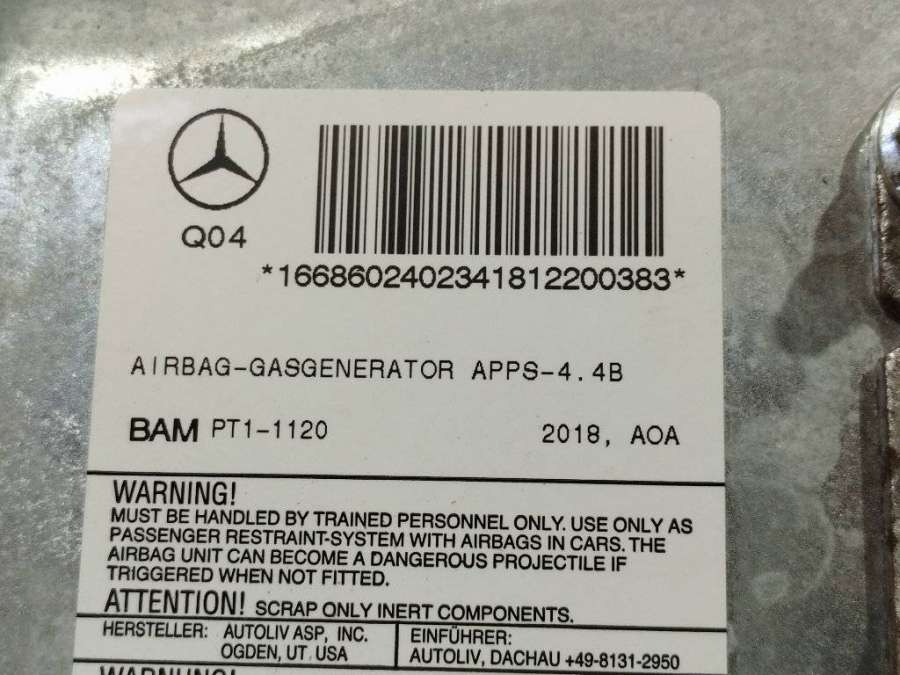 Q04
*1668602402341812200383*
AIRBAG-GASGENERATOR APPS-4.4B
BAM PT1-1120 2018, AOA
WARNING!
MUST BE HANDLED BY TRAINED PERSONNEL ONLY. USE ONLY AS
PASSENGER RESTRAINT-SYSTEM WITH AIRBAGS IN CARS. THE
AIRBAG UNIT CAN BECOME A DANGEROUS PROJECTILE IF
TRIGGERED WHEN NOT FITTED.
ATTENTION! SCRAP ONLY INERT COMPONENTS.
HERSTELLER: AUTOLIV ASP, INC.
OGDEN, UT, USA
EINFÜHRER:
AUTOLIV, DACHAU +49-8131-2950
WARNUNG!